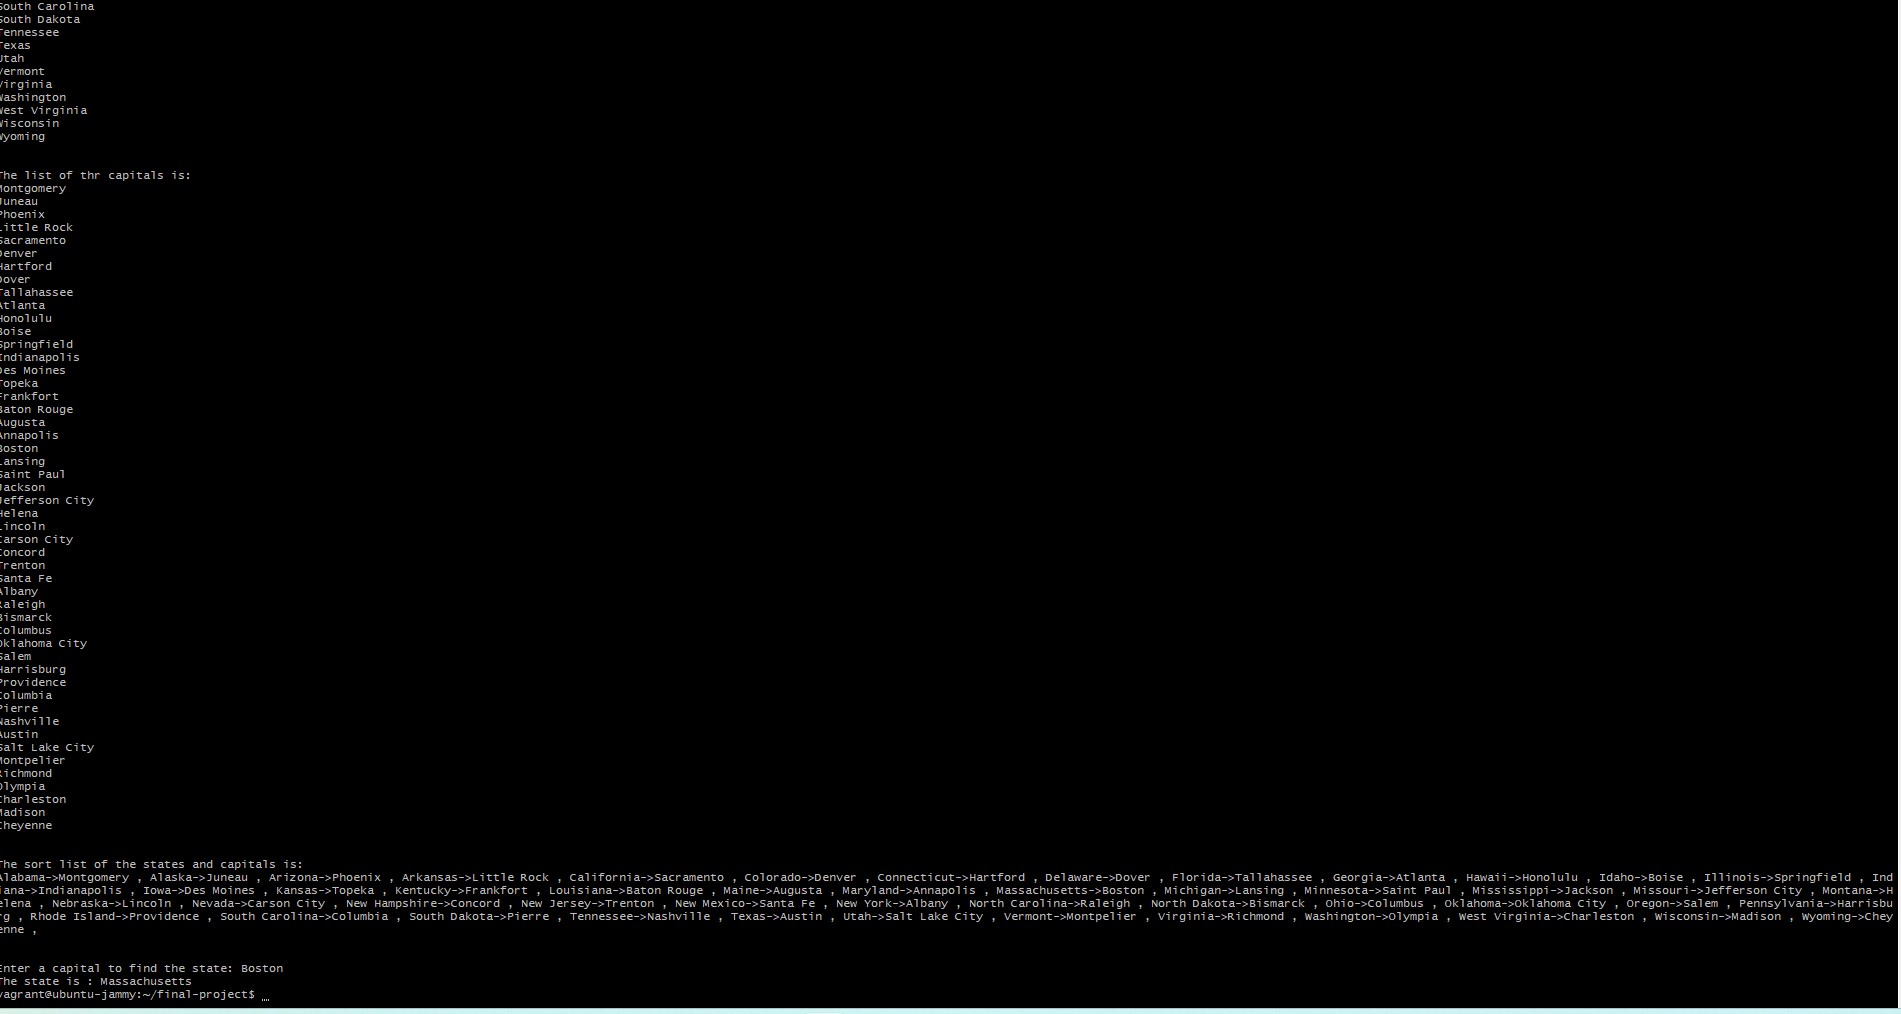 South Carolina
South Dakota
Tennessee
Texas
Utah
Vermont
Virginia
Washington
West Virginia
Wisconsin
Wyoming
The list of thr capitals is:
Montgomery
Juneau
Phoenix
Little Rock
Sacramento
Denver
Hartford
Dover
Tallahassee
Atlanta
Honolulu
Boise
Springfield
Indianapolis
Des Moines
Topeka
Frankfort
Baton Rouge
Augusta
Annapolis
Boston
Lansing
Saint Paul
Jackson
Jefferson City
Helena
Lincoln
Carson City
Concord
Trenton
Santa Fe
Albany
Raleigh
Bismarck
Columbus
Oklahoma City
Salem
Harrisburg
Providence
Columbia
Pierre
Nashville
Austin
Salt Lake City
Montpelier
Richmond
Olympia
Charleston
Madison
Cheyenne
The sort list of the states and capitals is:
Alabama->Montgomery , Alaska->Juneau , Arizona->Phoenix , Arkansas->Little Rock , California->Sacramento , Colorado->Denver , Connecticut->Hartford , Delaware->Dover , Florida->Tallahassee , Georgia->Atlanta , Hawaii->Honolulu , Idaho->Boise , Illinois->Springfield , Ind
iana->Indianapolis , Iowa->Des Moines , Kansas->Topeka , Kentucky->Frankfort , Louisiana->Baton Rouge , Maine->Augusta , Maryland->Annapolis , Massachusetts->Boston , Michigan->Lansing , Minnesota->Saint Paul , Mississippi->Jackson , Missouri->Jefferson City , Montana->H
elena , Nebraska->Lincoln , Nevada->Carson City , New Hampshire->Concord , New Jersey->Trenton , New Mexico->Santa Fe , New York->Albany , North Carolina->Raleigh , North Dakota->Bismarck , Ohio->Columbus , Oklahoma->Oklahoma City , Oregon->Salem , Pennsylvania->Harrisbu
rg , Rhode Island->Providence , South Carolina->Columbia , South Dakota->Pierre , Tennessee->Nashville , Texas->Austin , Utah->Salt Lake City , Vermont->Montpelier , Virginia->Richmond , Washington->Olympia , West Virginia->Charleston , Wisconsin->Madison , Wyoming->Chey
enne ,
Enter a capital to find the state: Boston
The state is : Massachusetts
vagrant@ubuntu-jammy:~/final-project$